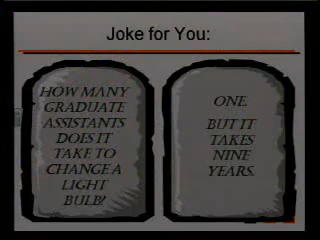 Joke for You:
HOW MANY
GRADUATE
ASSISTANTS
DOES IT
TAKE TO
CHANGE A
LIGHT
BULB?
ONE.
BUT IT
TAKES
NINE
YEARS.